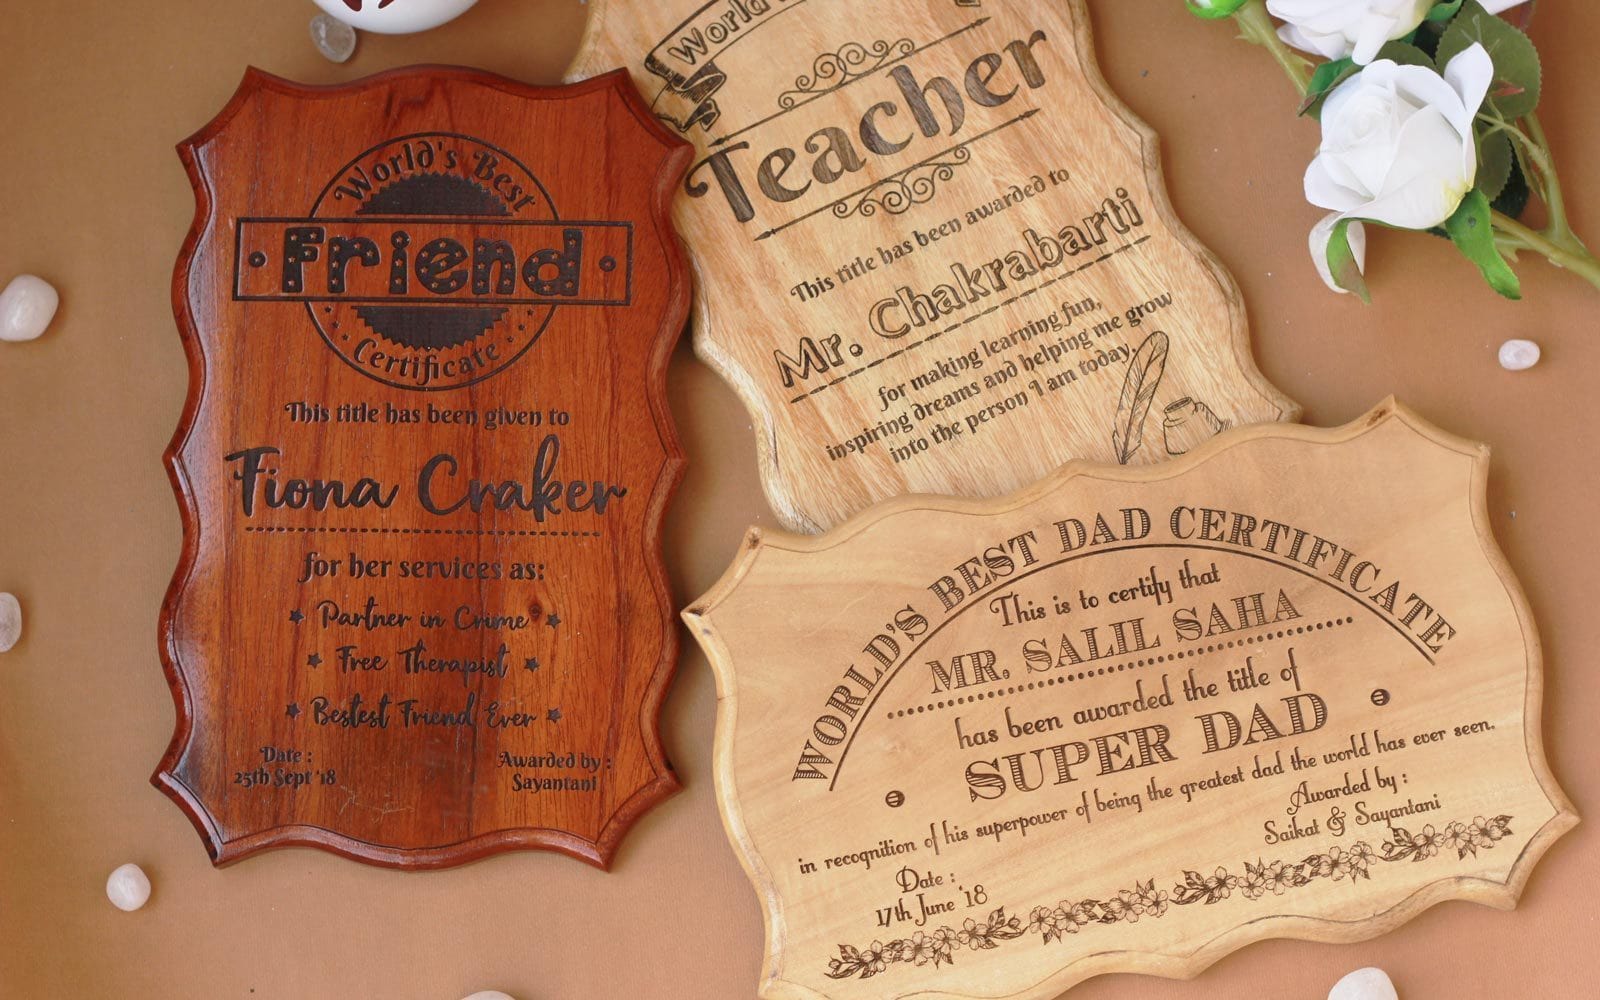 World's Best
Friend
Certificate
This title has been given to
Fiona Craker
for her services as:
Partner in Crime
Free Therapist
Bestest Friend Ever
Date :
25th Sept '18
Awarded by :
Sayantani
World's
Teacher
This title has been awarded to
Mr. Chakrabarti
for making learning fun,
inspiring dreams and helping me grow
into the person I am today.
WORLD'S BEST DAD CERTIFICATE
This is to certify that
MR. SALIL SAHA
has been awarded the title of
SUPER DAD
in recognition of his superpower of being the greatest dad the world has ever seen.
Date :
17th June '18
Awarded by :
Saikat & Sayantani